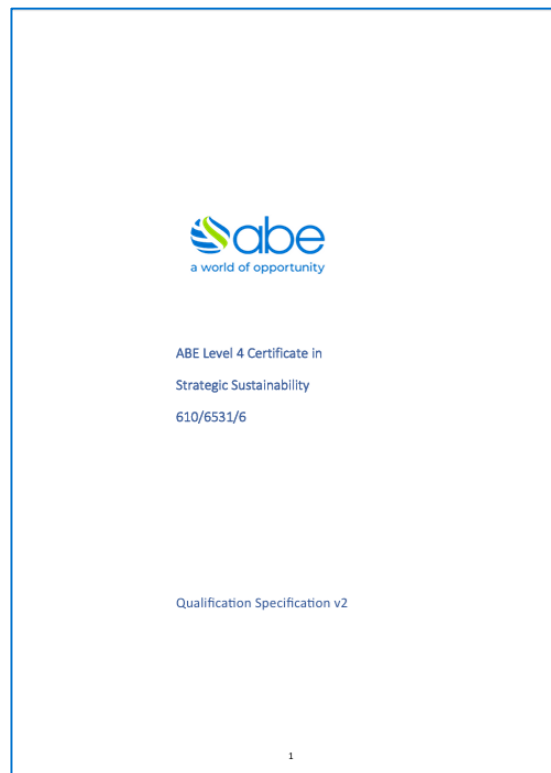 abe
a world of opportunity
ABE Level 4 Certificate in
Strategic Sustainability
610/6531/6
Qualification Specification v2
1